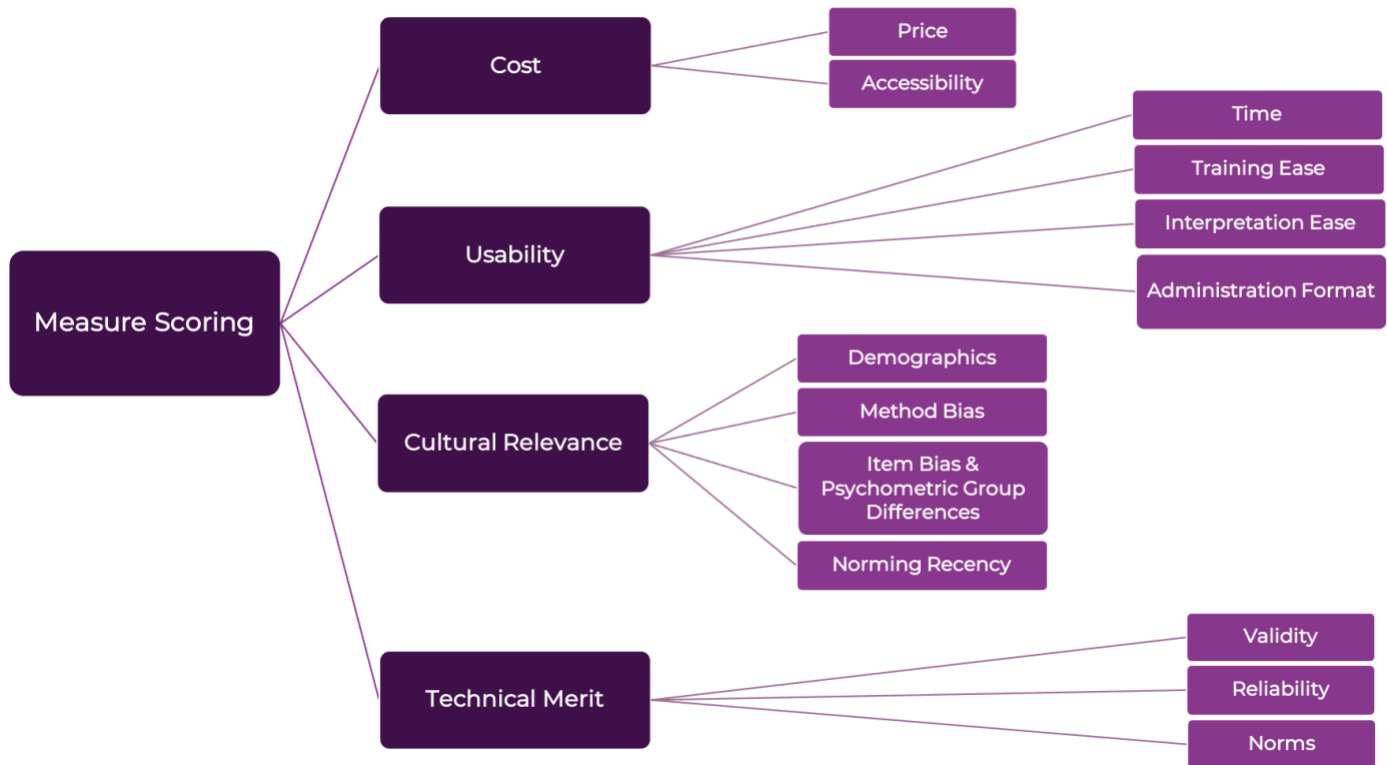 Measure Scoring
Cost
Price
Accessibility
Usability
Time
Training Ease
Interpretation Ease
Administration Format
Cultural Relevance
Demographics
Method Bias
Item Bias &
Psychometric Group
Differences
Norming Recency
Technical Merit
Validity
Reliability
Norms